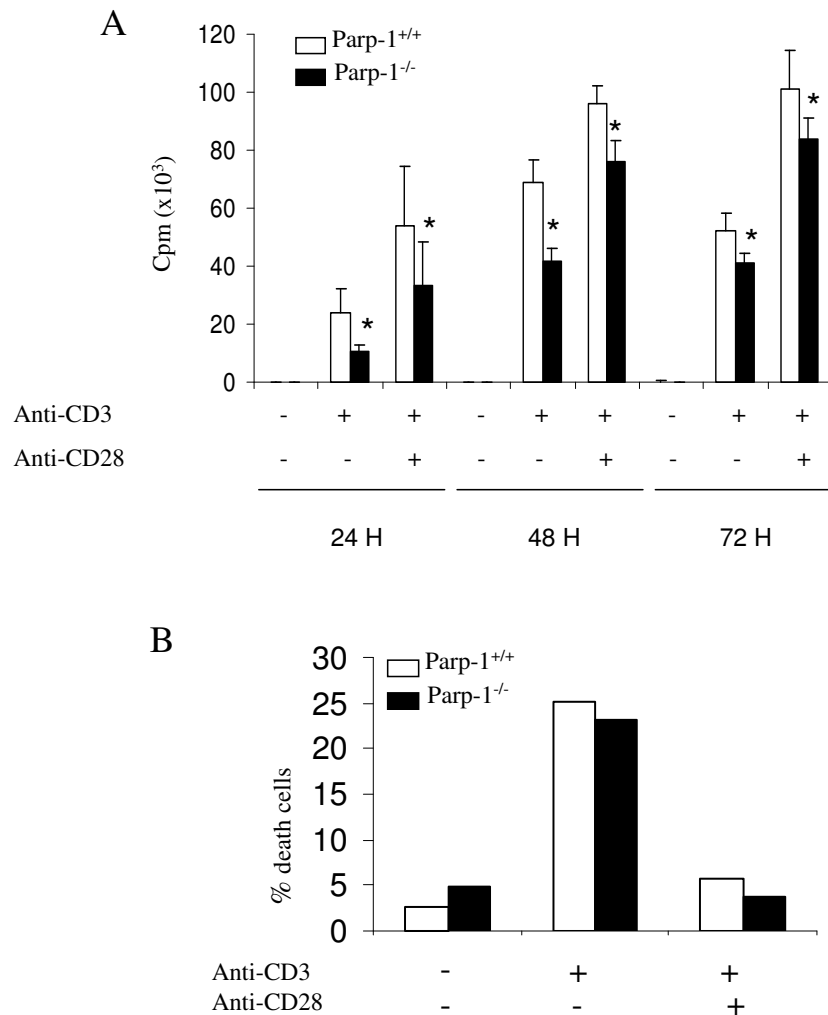 A
Parp-1+/+
Parp-1-/-
120
100
80
60
40
20
0
Cpm (x10³)
* * * * * *
Anti-CD3 - + + - + + - + +
Anti-CD28 - - + - - + - - +
24 H 48 H 72 H
B
Parp-1+/+
Parp-1-/-
30
25
20
15
10
5
0
% death cells
Anti-CD3 - + +
Anti-CD28 - - +